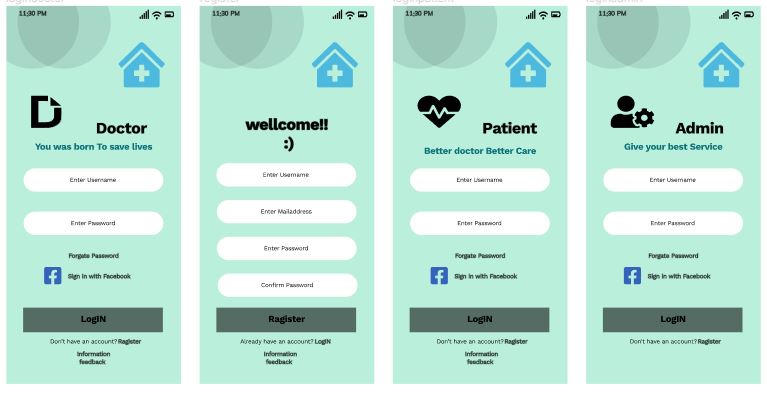 logindoctor
11:30 PM
Doctor
You was born To save lives
Enter Username
Enter Password
Forgate Password
Sign in with Facebook
LogIN
Don't have an account? Ragister
Information
feedback
register
11:30 PM
wellcome!!
:)
Enter Username
Enter Mailaddress
Enter Password
Confirm Password
Ragister
Already have an account? LogIN
Information
feedback
loginpatient
11:30 PM
Patient
Better doctor Better Care
Enter Username
Enter Password
Forgate Password
Sign in with Facebook
LogIN
Don't have an account? Ragister
Information
feedback
loginadmin
11:30 PM
Admin
Give your best Service
Enter Username
Enter Password
Forgate Password
Sign in with Facebook
LogIN
Don't have an account? Ragister